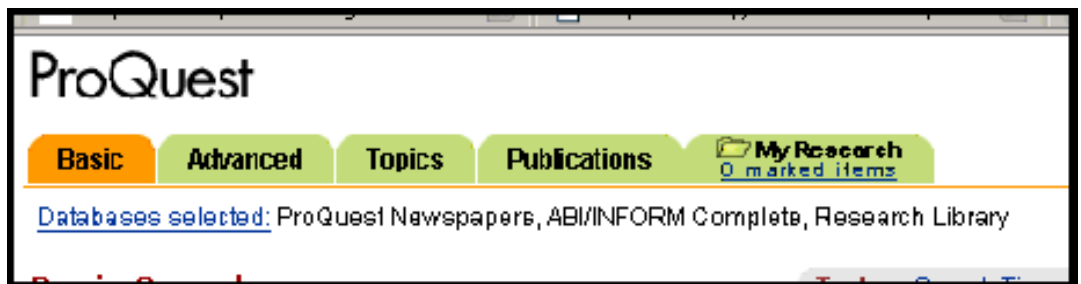 ProQuest
Basic Advanced Topics Publications My Research
0 marked items
Databases selected: ProQuest Newspapers, ABI/INFORM Complete, Research Library